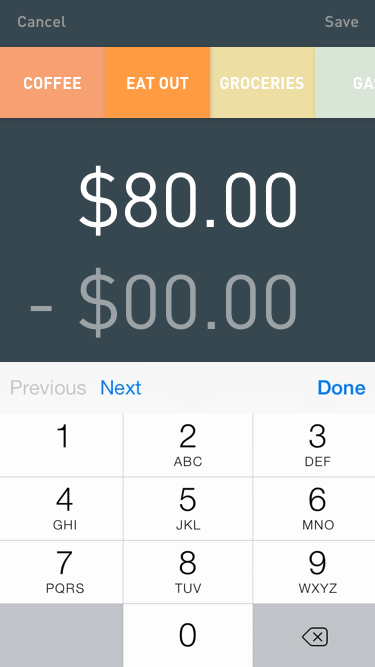 Cancel Save
COFFEE EAT OUT GROCERIES GA
$80.00
- $00.00
Previous Next Done
1 2 3
ABC DEF
4 5 6
GHI JKL MNO
7 8 9
PQRS TUV WXYZ
0